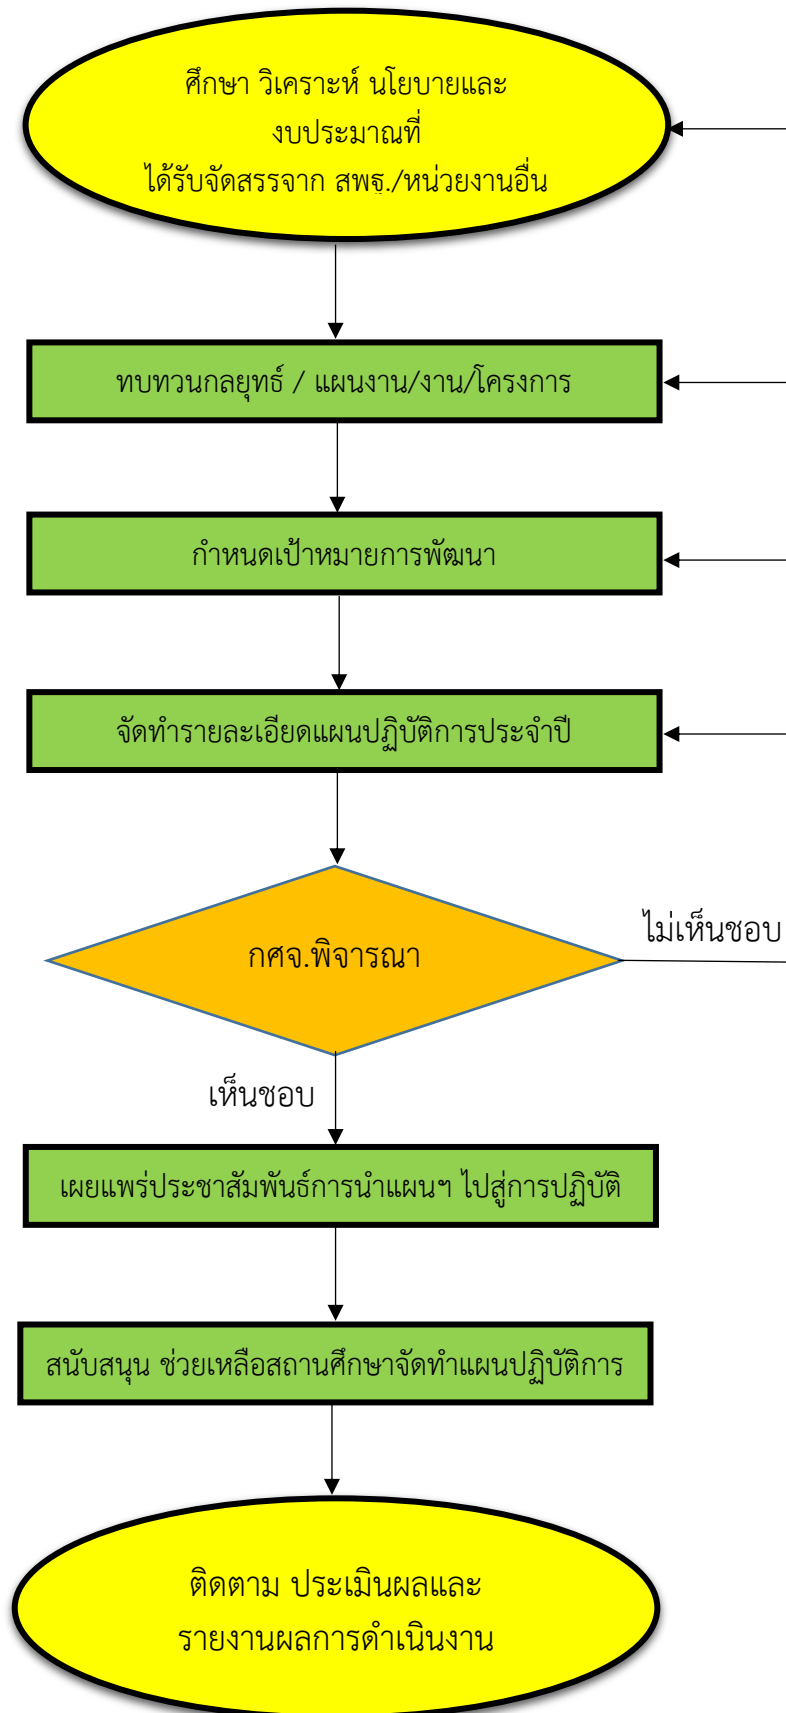 ศึกษา วิเคราะห์ นโยบายและ
งบประมาณที่
ได้รับจัดสรรจาก สพฐ./หน่วยงานอื่น
ทบทวนกลยุทธ์ / แผนงาน/งาน/โครงการ
กำหนดเป้าหมายการพัฒนา
จัดทำรายละเอียดแผนปฏิบัติการประจำปี
กศจ.พิจารณา
ไม่เห็นชอบ
เห็นชอบ
เผยแพร่ประชาสัมพันธ์การนำแผนฯ ไปสู่การปฏิบัติ
สนับสนุน ช่วยเหลือสถานศึกษาจัดทำแผนปฏิบัติการ
ติดตาม ประเมินผลและ
รายงานผลการดำเนินงาน